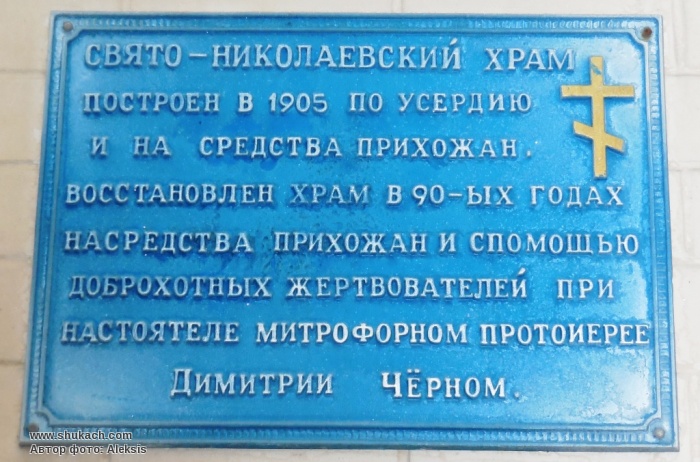 СВЯТО-НИКОЛАЕВСКИЙ ХРАМ
ПОСТРОЕН В 1905 ПО УСЕРДИЮ
И НА СРЕДСТВА ПРИХОЖАН.
ВОССТАНОВЛЕН ХРАМ В 90-ЫХ ГОДАХ
НАСРЕДСТВА ПРИХОЖАН И СПОМОЩЬЮ
ДОБРОХОТНЫХ ЖЕРТВОВАТЕЛЕЙ ПРИ
НАСТОЯТЕЛЕ МИТРОФОРНОМ ПРОТОИЕРЕЕ
ДИМИТРИИ ЧЁРНОМ.
www.shukach.com
Автор фото: Aleksis